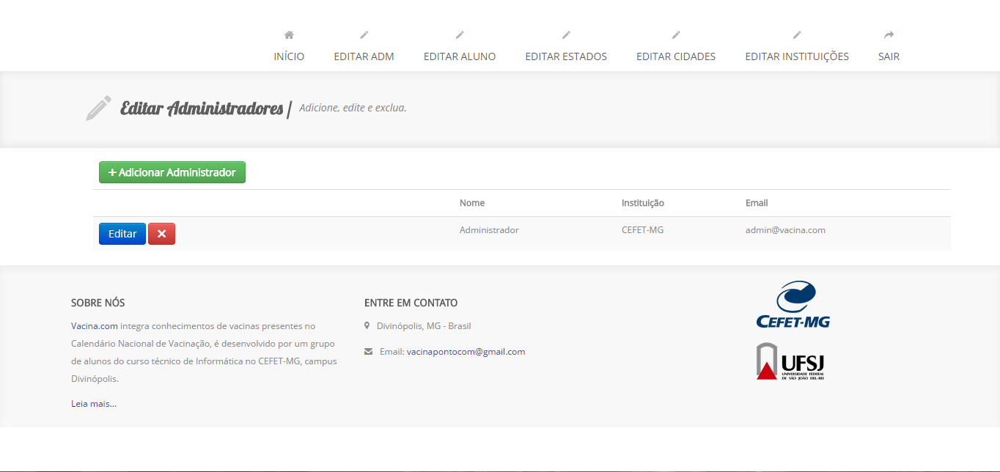 INÍCIO EDITAR ADM EDITAR ALUNO EDITAR ESTADOS EDITAR CIDADES EDITAR INSTITUIÇÕES SAIR
Editar Administradores / Adicione, edite e exclua.
+ Adicionar Administrador
Nome Instituição Email
Editar × Administrador CEFET-MG admin@vacina.com
SOBRE NÓS
Vacina.com integra conhecimentos de vacinas presentes no
Calendário Nacional de Vacinação, é desenvolvido por um grupo
de alunos do curso técnico de Informática no CEFET-MG, campus
Divinópolis.
Leia mais...
ENTRE EM CONTATO
Divinópolis, MG - Brasil
Email: vacinapontocom@gmail.com
CEFET-MG
UFSJ
UNIVERSIDADE FEDERAL
DE SÃO JOÃO DEL-REI